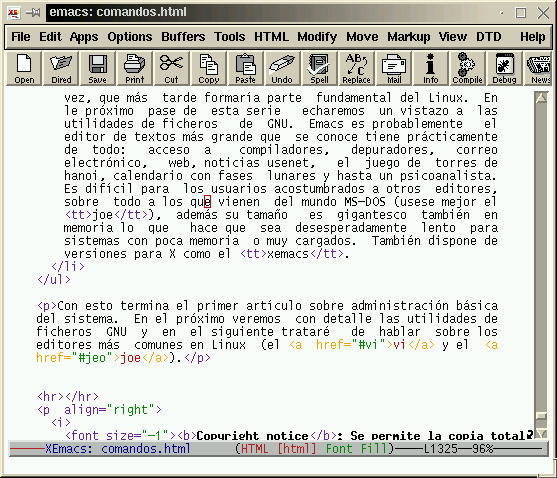 emacs: comandos.html
File Edit Apps Options Buffers Tools HTML Modify Move Markup View DTD Help
Open Dired Save Print Cut Copy Paste Undo Spell Replace Mail Info Compile Debug News
vez, que más tarde formaría parte fundamental del Linux. En
le próximo pase de esta serie echaremos un vistazo a las
utilidades de ficheros de GNU. Emacs es probablemente el
editor de textos más grande que se conoce tiene prácticamente
de todo: acceso a compiladores, depuradores, correo
electrónico, web, noticias usenet, el juego de torres de
hanoi, calendario con fases lunares y hasta un psicoanalista.
Es difícil para los usuarios acostumbrados a otros editores,
sobre todo a los que vienen del mundo MS-DOS (usese mejor el
<tt>joe</tt>), además su tamaño es gigantesco también en
memoria lo que hace que sea desesperadamente lento para
sistemas con poca memoria o muy cargados. También dispone de
versiones para X como el <tt>xemacs</tt>.
</li>
</ul>
<p>Con esto termina el primer artículo sobre administración básica
del sistema. En el próximo veremos con detalle las utilidades de
ficheros GNU y en el siguiente trataré de hablar sobre los
editores más comunes en Linux (el <a href="#vi">vi</a> y el <a
href="#jeo">joe</a>).</p>
<hr></hr>
<p align="right">
<i>
<font size="-1"><b>Copyright notice</b>: Se permite la copia total?
XEmacs: comandos.html (HTML [html] Font Fill)----L1325--96%----